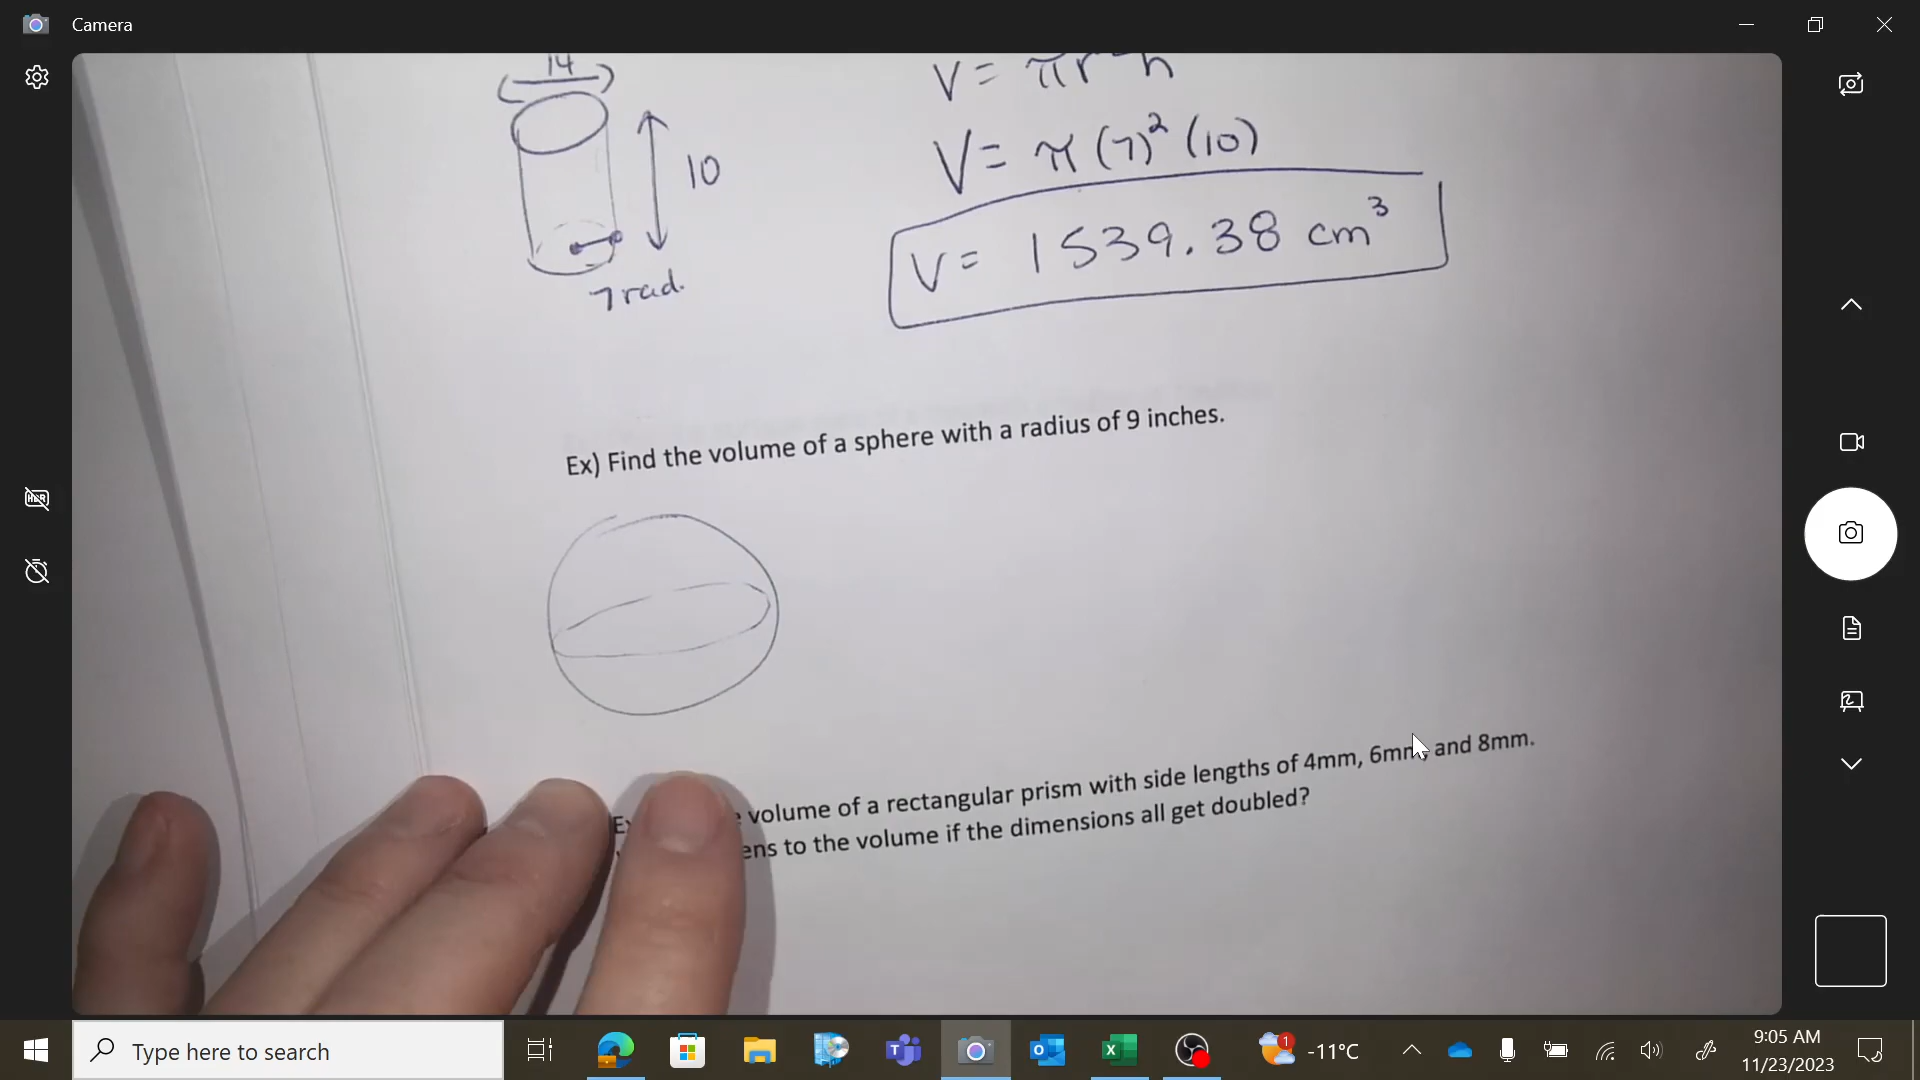 Camera
14
V = πr²h
10
V = π (7)² (10)
V = 1539.38 cm³
7 rad.
Ex) Find the volume of a sphere with a radius of 9 inches.
volume of a rectangular prism with side lengths of 4mm, 6mm, and 8mm.
to the volume if the dimensions all get doubled?
Type here to search
-11°C
9:05 AM
11/23/2023